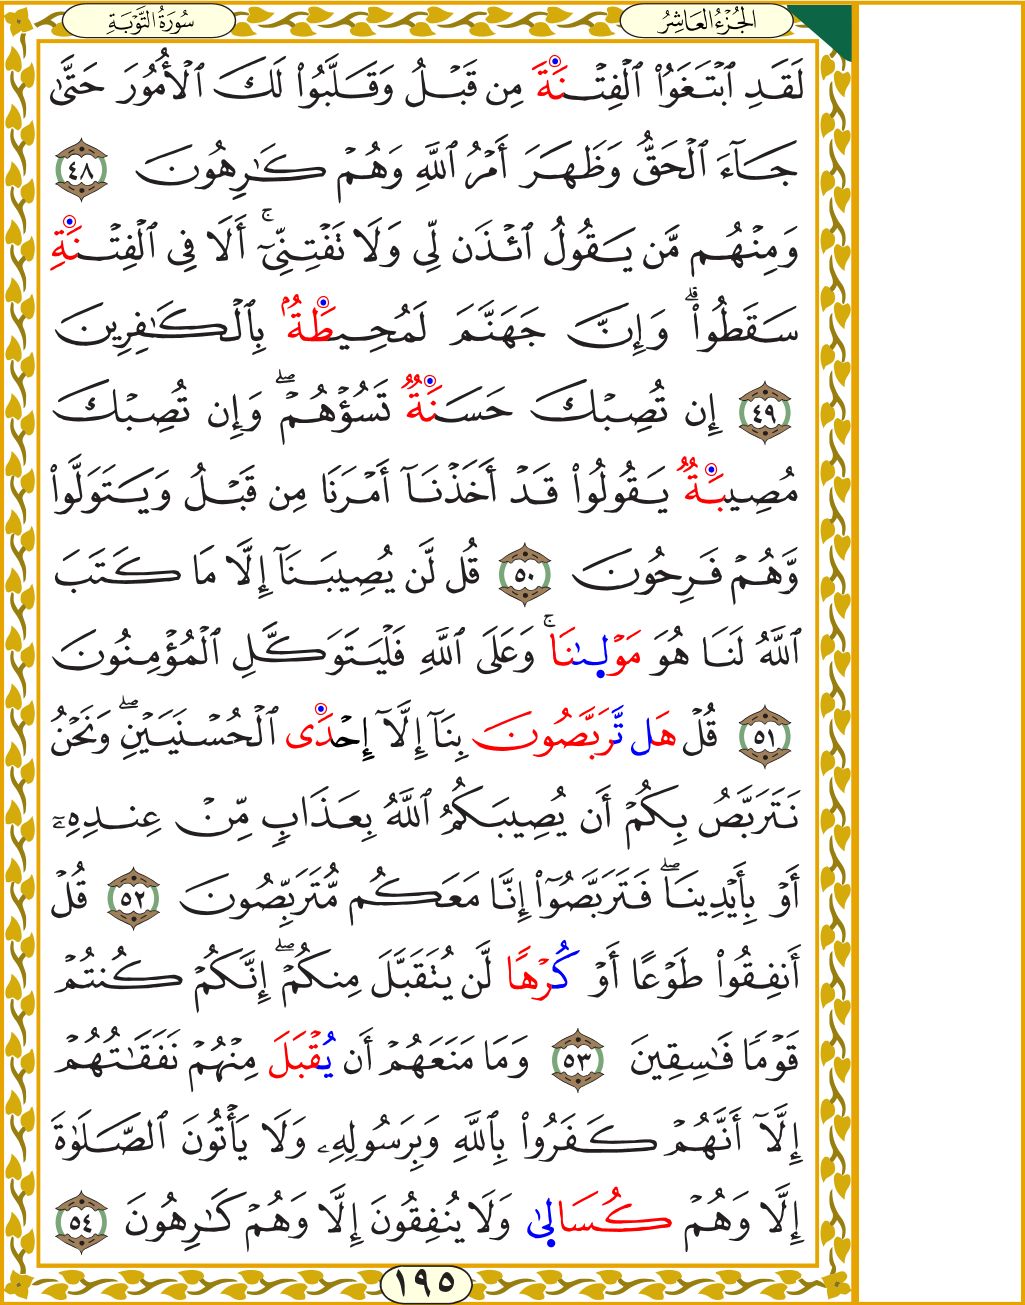 الجُزْءُ العَاشِرُ
سُورَةُ التَّوْبَةِ
لَقَدِ ٱبْتَغَوُا۟ ٱلْفِتْنَةَ مِن قَبْلُ وَقَلَّبُوا۟ لَكَ ٱلْأُمُورَ حَتَّىٰ
جَآءَ ٱلْحَقُّ وَظَهَرَ أَمْرُ ٱللَّهِ وَهُمْ كَـٰرِهُونَ ٤٨
وَمِنْهُم مَّن يَقُولُ ٱئْذَن لِّى وَلَا تَفْتِنِّىٓ ۚ أَلَا فِى ٱلْفِتْنَةِ
سَقَطُوا۟ ۗ وَإِنَّ جَهَنَّمَ لَمُحِيطَةٌۢ بِٱلْكَـٰفِرِينَ
٤٩ إِن تُصِبْكَ حَسَنَةٌ تَسُؤْهُمْ ۖ وَإِن تُصِبْكَ
مُصِيبَةٌ يَقُولُوا۟ قَدْ أَخَذْنَآ أَمْرَنَا مِن قَبْلُ وَيَتَوَلَّوا۟
وَّهُمْ فَرِحُونَ ٥٠ قُل لَّن يُصِيبَنَآ إِلَّا مَا كَتَبَ
ٱللَّهُ لَنَا هُوَ مَوْلَىٰنَا ۚ وَعَلَى ٱللَّهِ فَلْيَتَوَكَّلِ ٱلْمُؤْمِنُونَ
٥١ قُلْ هَل تَّرَبَّصُونَ بِنَآ إِلَّآ إِحْدَى ٱلْحُسْنَيَيْنِ ۖ وَنَحْنُ
نَتَرَبَّصُ بِكُمْ أَن يُصِيبَكُمُ ٱللَّهُ بِعَذَابٍ مِّنْ عِندِهِۦٓ
أَوْ بِأَيْدِينَا ۖ فَتَرَبَّصُوٓا۟ إِنَّا مَعَكُم مُّتَرَبِّصُونَ ٥٢ قُلْ
أَنفِقُوا۟ طَوْعًا أَوْ كُرْهًا لَّن يُتَقَبَّلَ مِنكُمْ ۖ إِنَّكُمْ كُنتُمْ
قَوْمًا فَـٰسِقِينَ ٥٣ وَمَا مَنَعَهُمْ أَن يُقْبَلَ مِنْهُمْ نَفَقَـٰتُهُمْ
إِلَّآ أَنَّهُمْ كَفَرُوا۟ بِٱللَّهِ وَبِرَسُولِهِۦ وَلَا يَأْتُونَ ٱلصَّلَوٰةَ
إِلَّا وَهُمْ كُسَالَىٰ وَلَا يُنفِقُونَ إِلَّا وَهُمْ كَـٰرِهُونَ ٥٤
١٩٥